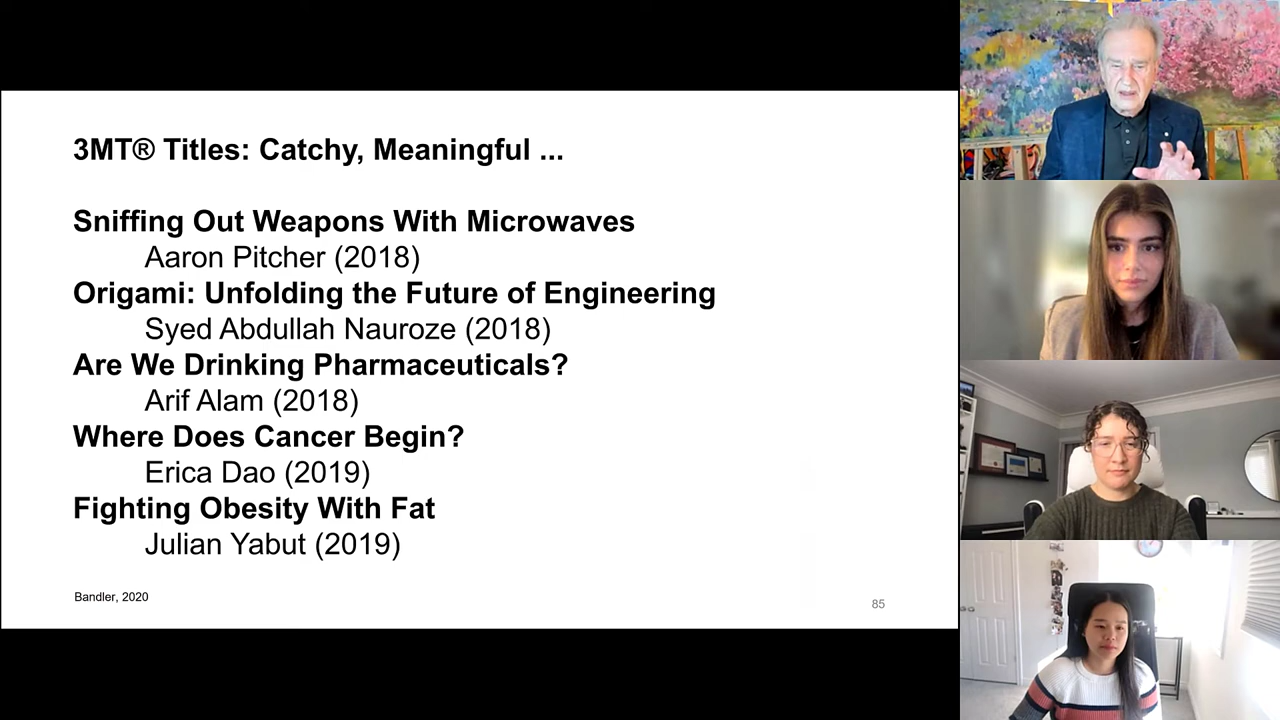 3MT® Titles: Catchy, Meaningful ...
Sniffing Out Weapons With Microwaves
Aaron Pitcher (2018)
Origami: Unfolding the Future of Engineering
Syed Abdullah Nauroze (2018)
Are We Drinking Pharmaceuticals?
Arif Alam (2018)
Where Does Cancer Begin?
Erica Dao (2019)
Fighting Obesity With Fat
Julian Yabut (2019)
Bandler, 2020
85